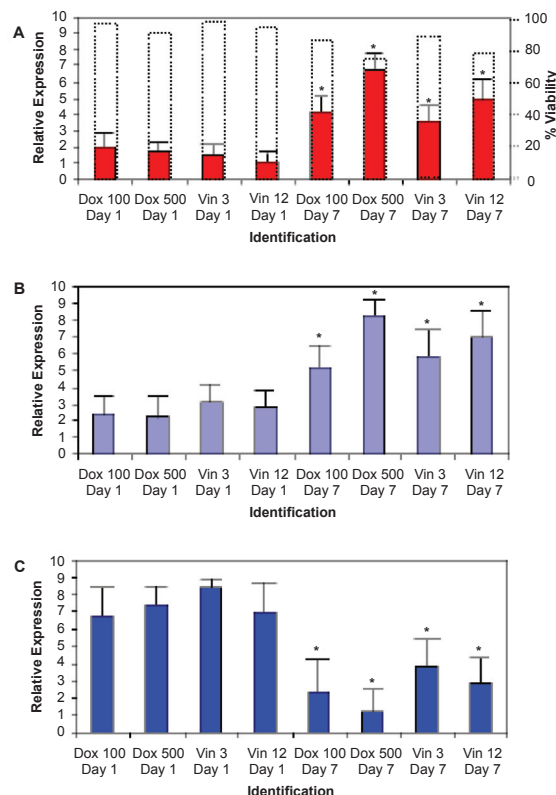 A
Relative Expression
10
9
8
7
6
5
4
3
2
1
0
100
80
60
40
20
0
% Viability
* * * *
Dox 100 Dox 500 Vin 3 Vin 12 Dox 100 Dox 500 Vin 3 Vin 12
Day 1 Day 1 Day 1 Day 1 Day 7 Day 7 Day 7 Day 7
Identification
B
Relative Expression
10
9
8
7
6
5
4
3
2
1
0
* * * *
Dox 100 Dox 500 Vin 3 Vin 12 Dox 100 Dox 500 Vin 3 Vin 12
Day 1 Day 1 Day 1 Day 1 Day 7 Day 7 Day 7 Day 7
Identification
C
Relative Expression
10
9
8
7
6
5
4
3
2
1
0
* * * *
Dox 100 Dox 500 Vin 3 Vin 12 Dox 100 Dox 500 Vin 3 Vin 12
Day 1 Day 1 Day 1 Day 1 Day 7 Day 7 Day 7 Day 7
Identification